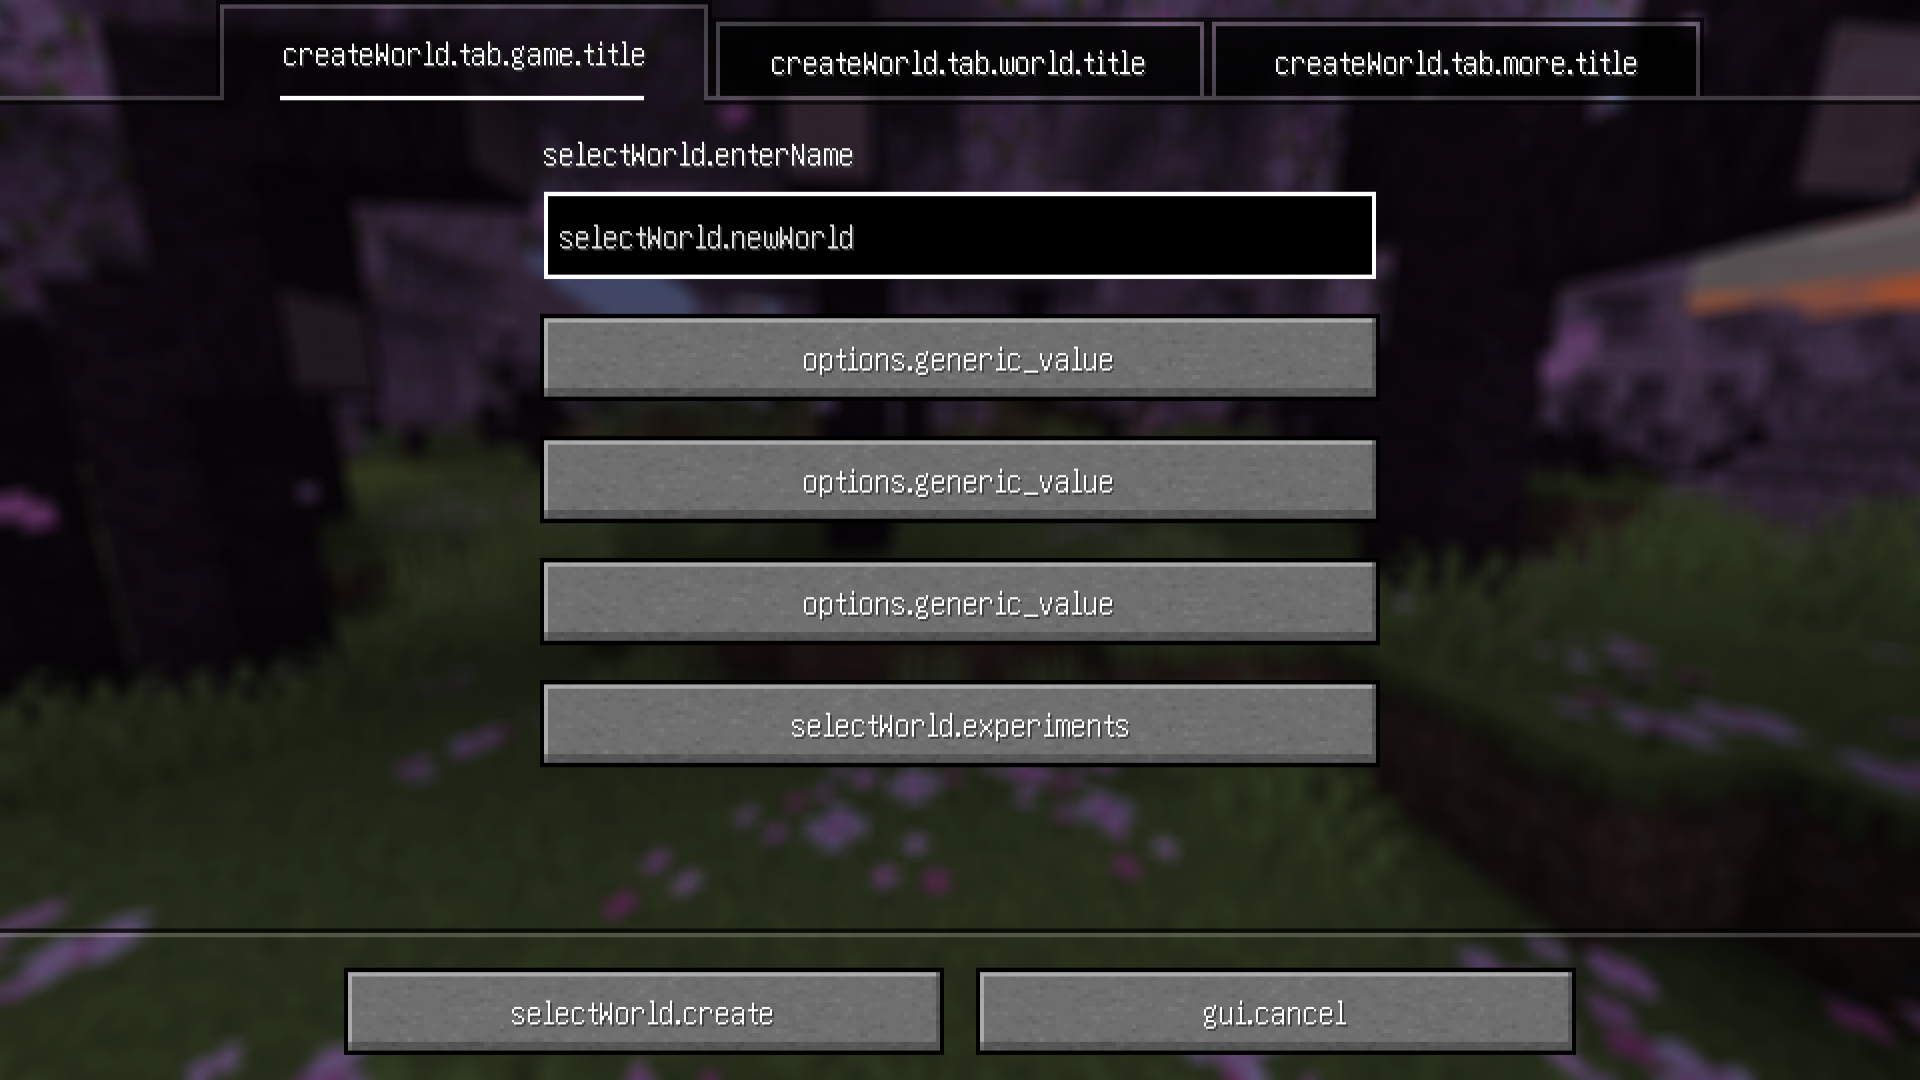 createWorld.tab.game.title
createWorld.tab.world.title
createWorld.tab.more.title
selectWorld.enterName
selectWorld.newWorld
options.generic_value
options.generic_value
options.generic_value
selectWorld.experiments
selectWorld.create
gui.cancel